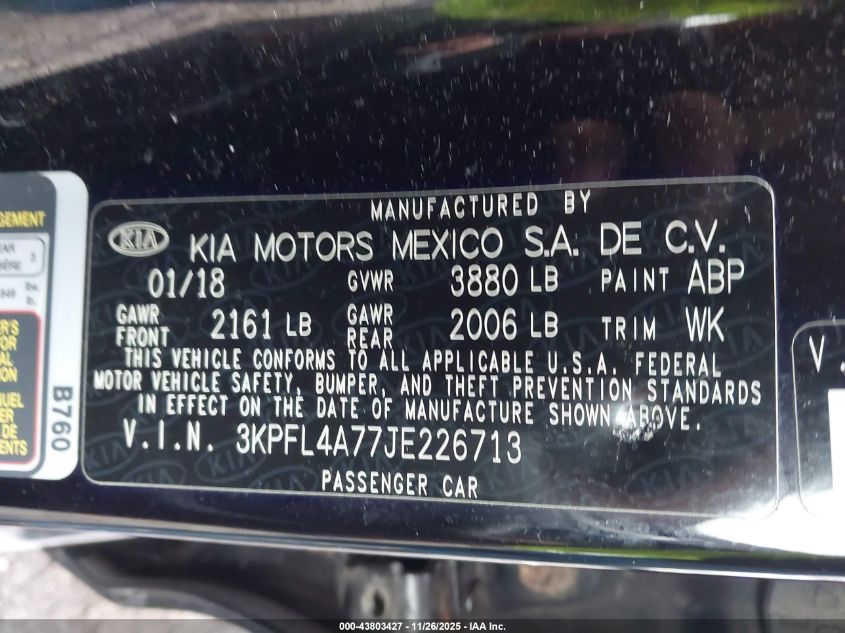 MANUFACTURED BY
KIA KIA MOTORS MEXICO S.A. DE C.V.
01/18 GVWR 3880 LB PAINT ABP
GAWR FRONT 2161 LB GAWR REAR 2006 LB TRIM WK
THIS VEHICLE CONFORMS TO ALL APPLICABLE U.S.A. FEDERAL
MOTOR VEHICLE SAFETY, BUMPER, AND THEFT PREVENTION STANDARDS
IN EFFECT ON THE DATE OF MANUFACTURE SHOWN ABOVE.
V.I.N. 3KPFL4A77JE226713
PASSENGER CAR
B760
V.
000-43803427 - 11/26/2025 - IAA Inc.